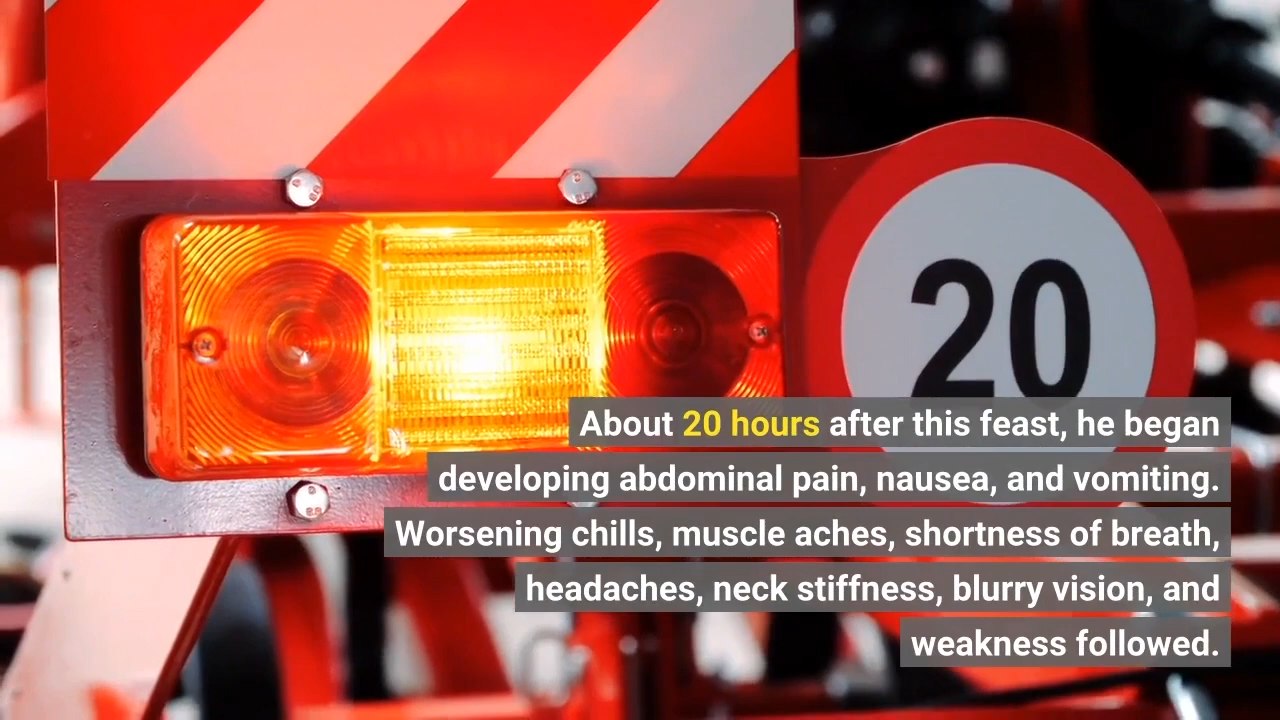 20
About 20 hours after this feast, he began
developing abdominal pain, nausea, and vomiting.
Worsening chills, muscle aches, shortness of breath,
headaches, neck stiffness, blurry vision, and
weakness followed.